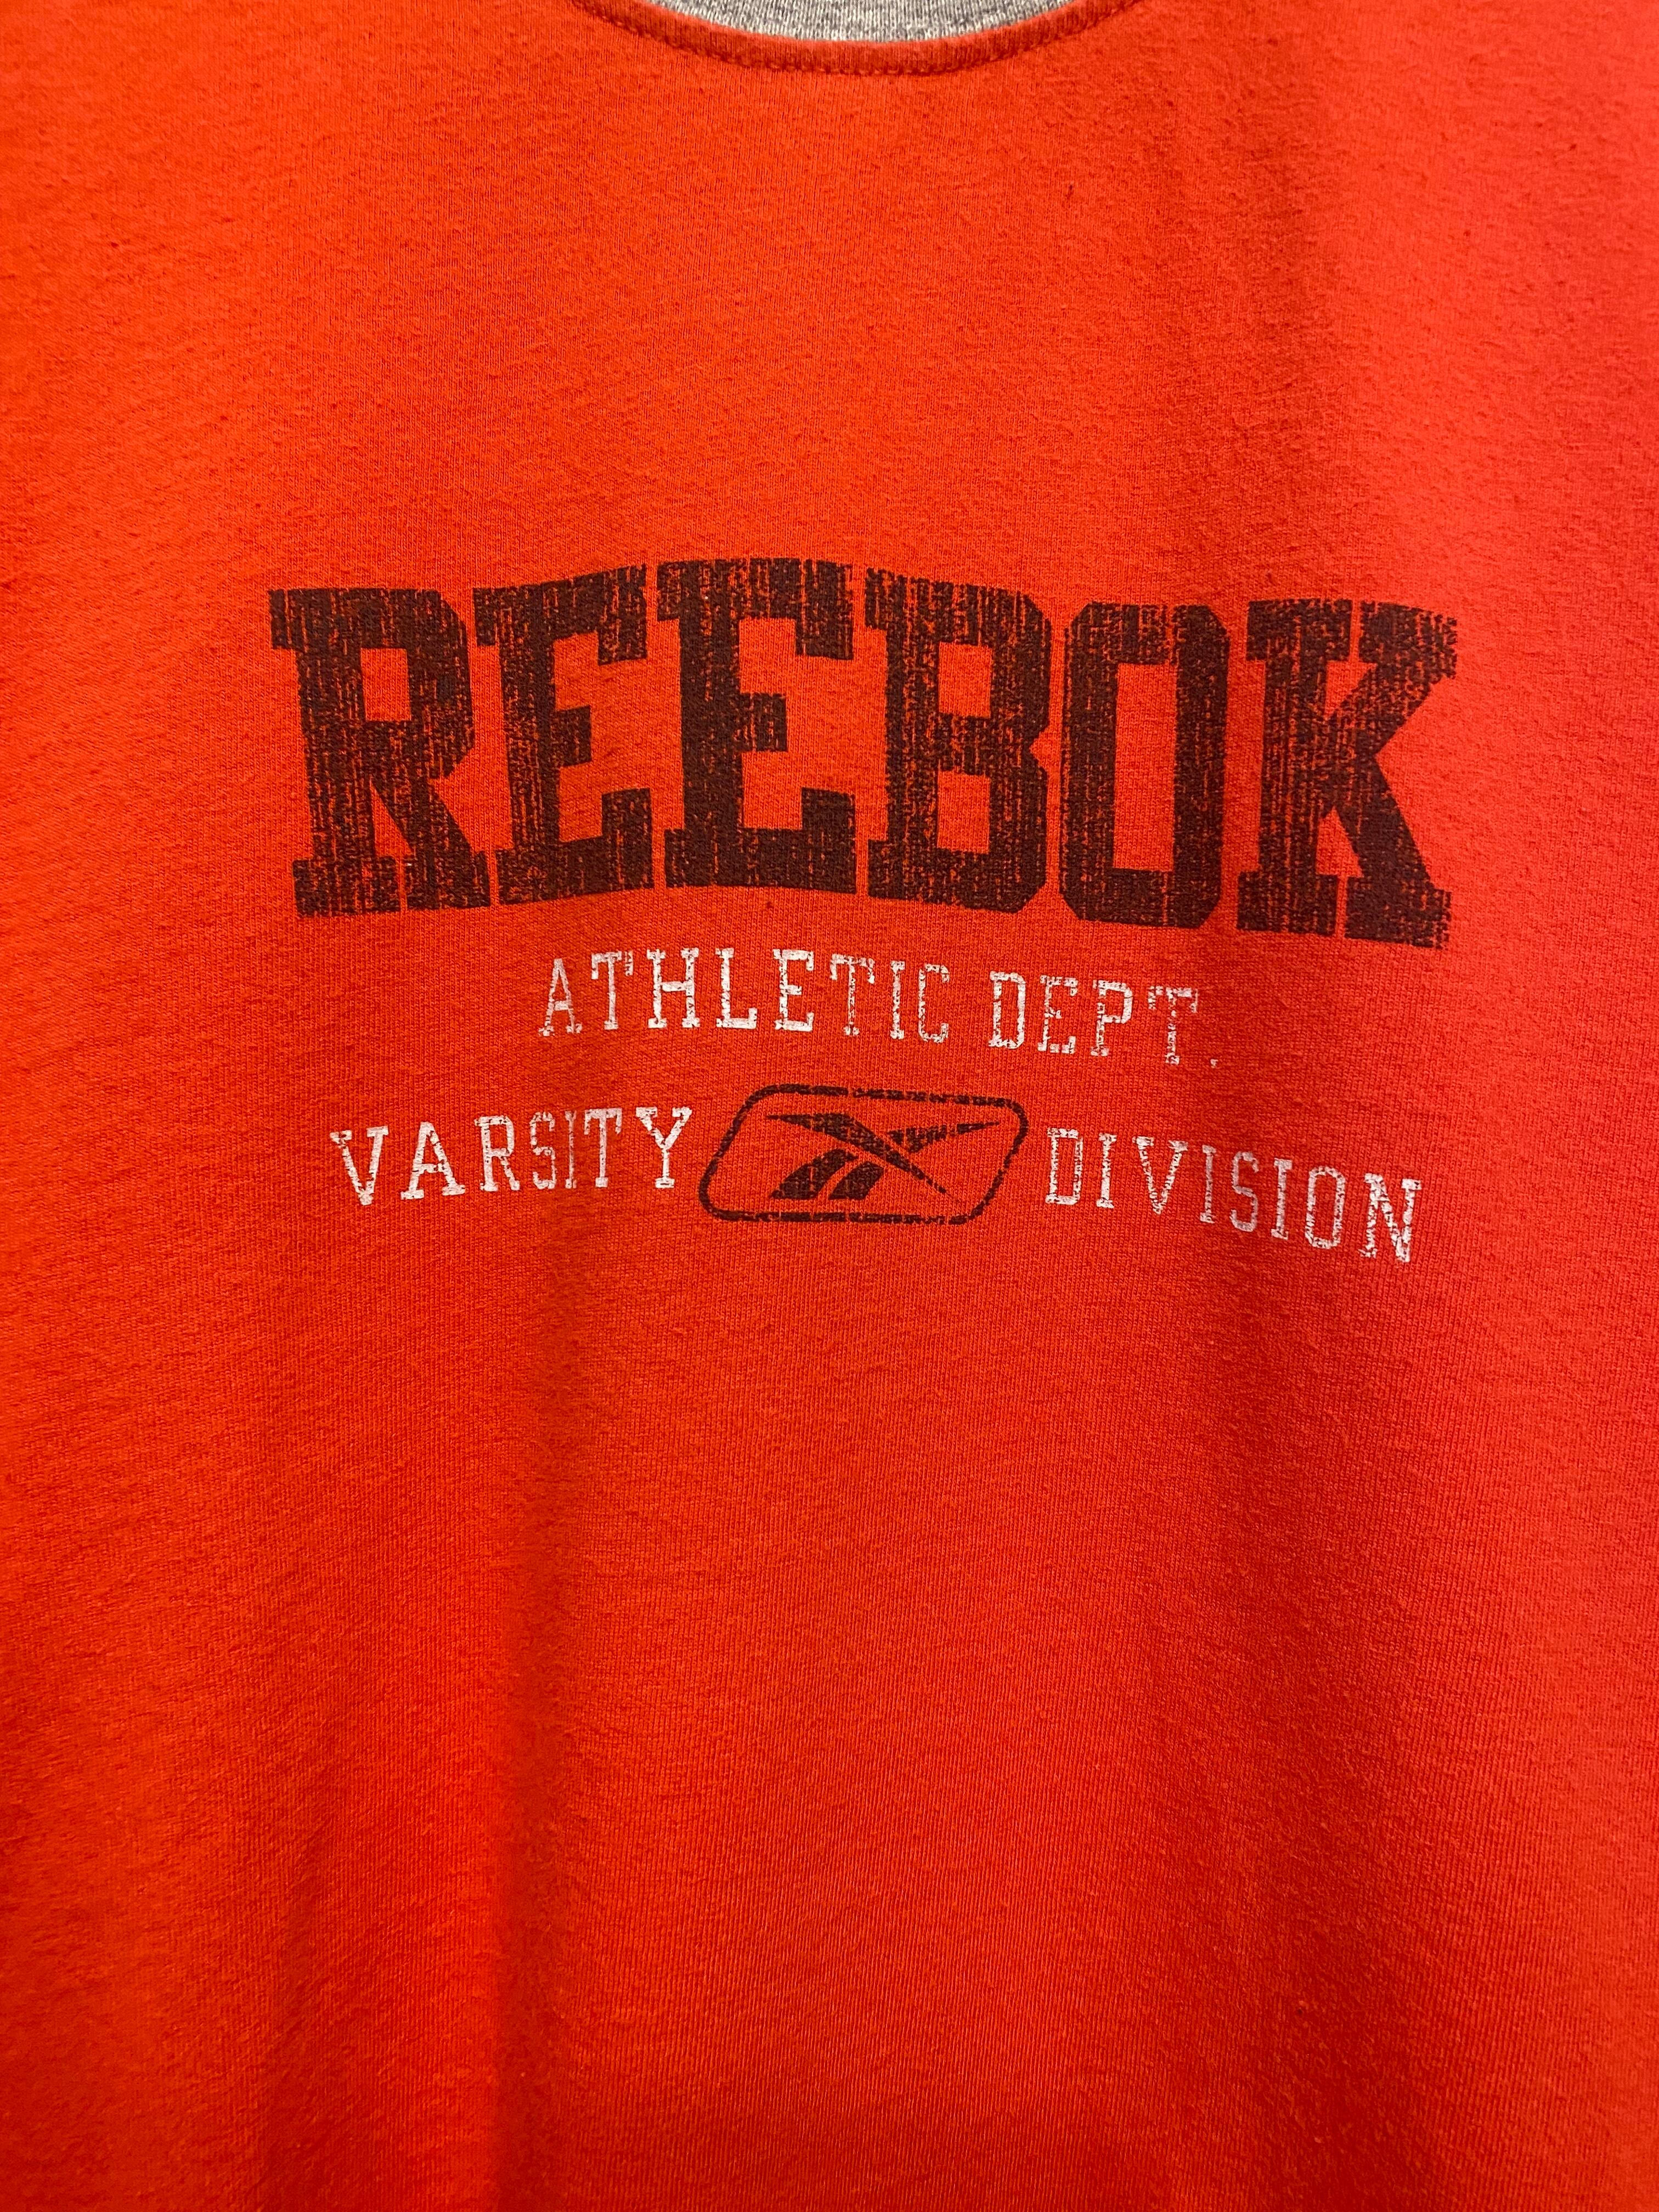 REEBOK
ATHLETIC DEPT.
VARSITY DIVISION